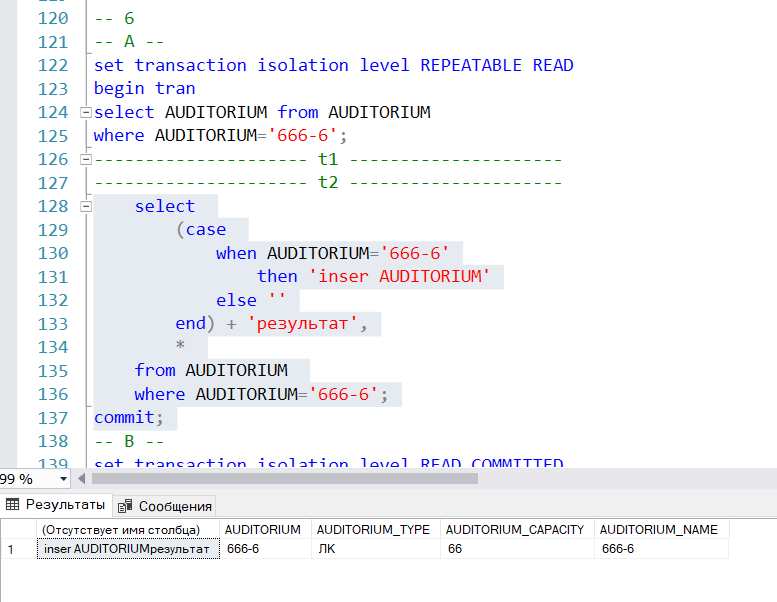 120 -- 6
121 -- A --
122 set transaction isolation level REPEATABLE READ
123 begin tran
124 select AUDITORIUM from AUDITORIUM
125 where AUDITORIUM='666-6';
126 --------------------- t1 ---------------------
127 --------------------- t2 ---------------------
128 select
129 (case
130 when AUDITORIUM='666-6'
131 then 'inser AUDITORIUM'
132 else ''
133 end) + 'результат',
134 *
135 from AUDITORIUM
136 where AUDITORIUM='666-6';
137 commit;
138 -- B --
139 set transaction isolation level READ COMMITTED
99 %
Результаты Сообщения
(Отсутствует имя столбца) AUDITORIUM AUDITORIUM_TYPE AUDITORIUM_CAPACITY AUDITORIUM_NAME
1 inser AUDITORIUMрезультат 666-6 ЛК 66 666-6